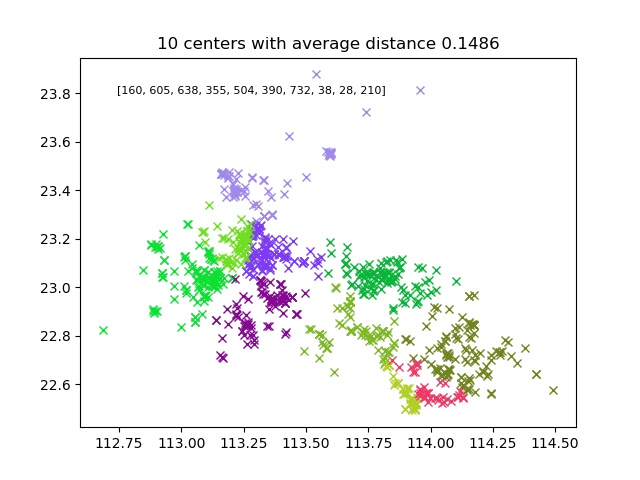 10 centers with average distance 0.1486
[160, 605, 638, 355, 504, 390, 732, 38, 28, 210]
23.8
23.6
23.4
23.2
23.0
22.8
22.6
112.75 113.00 113.25 113.50 113.75 114.00 114.25 114.50